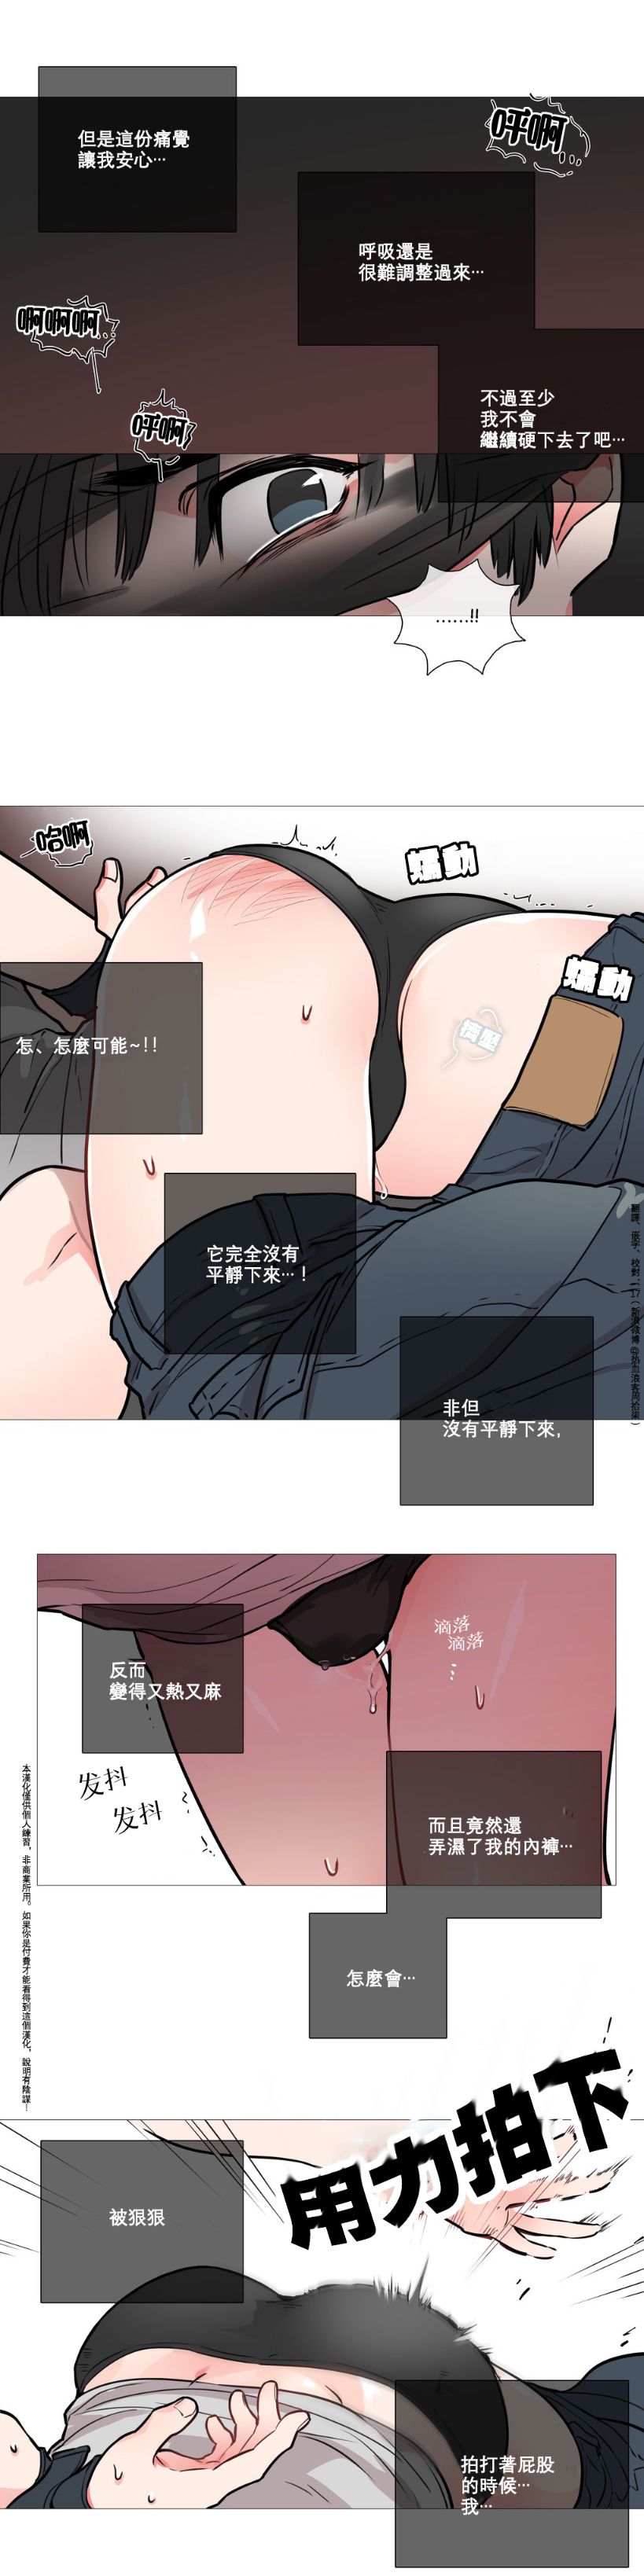 但是這份痛覺
讓我安心…
呼啊
呼吸還是
很難調整過來…
啊啊啊
不過至少
我不會
繼續硬下去了吧…
呼啊
……!!
哈啊
蠕動
蠕動
怎、怎麼可能~!!
擠壓
它完全沒有
平靜下來…！
非但
沒有平靜下來,
滴落
滴落
反而
變得又熱又麻
发抖
发抖
而且竟然還
弄濕了我的內褲…
本漢化僅供個人練習，非商業所用。如果你是付費才能看得到這個漢化，說明有陰謀…
怎麼會…
用力拍下
被狠狠
拍打著屁股
的時候…
我…